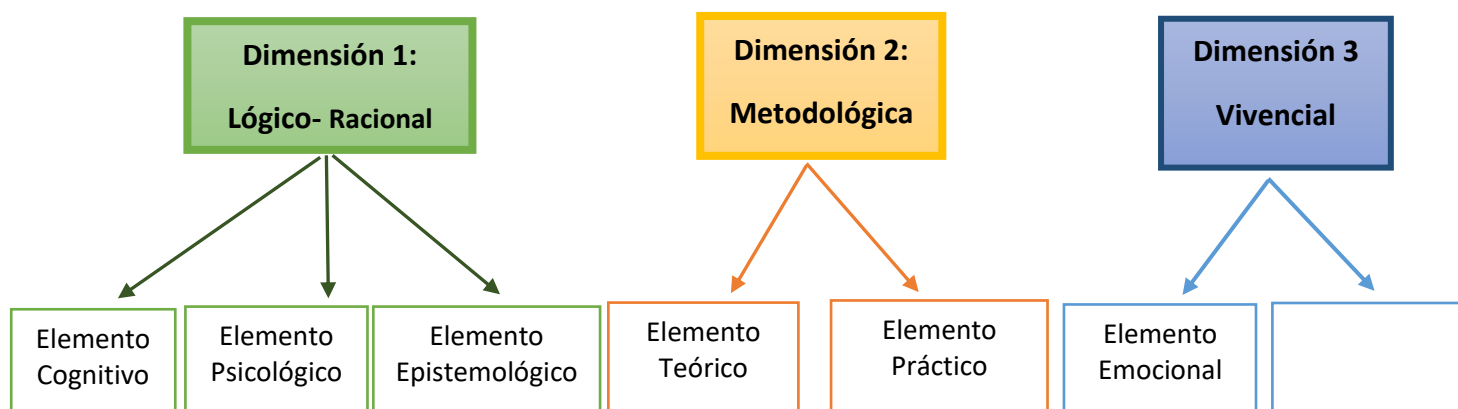 Dimensión 1:
Lógico- Racional
Dimensión 2:
Metodológica
Dimensión 3
Vivencial
Elemento
Cognitivo
Elemento
Psicológico
Elemento
Epistemológico
Elemento
Teórico
Elemento
Práctico
Elemento
Emocional